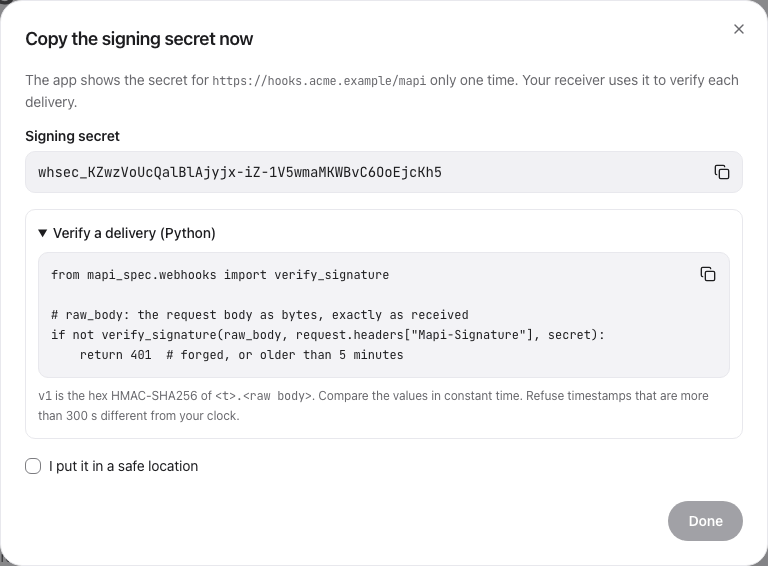 Copy the signing secret now
The app shows the secret for https://hooks.acme.example/mapi only one time. Your receiver uses it to verify each
delivery.
Signing secret
whsec_KZwzVoUcQalBlAjyjx-iZ-1V5wmaMKWBvC6OoEjcKh5
▼ Verify a delivery (Python)
from mapi_spec.webhooks import verify_signature
# raw_body: the request body as bytes, exactly as received
if not verify_signature(raw_body, request.headers["Mapi-Signature"], secret):
    return 401  # forged, or older than 5 minutes
v1 is the hex HMAC-SHA256 of <t>.<raw body>. Compare the values in constant time. Refuse timestamps that are more
than 300 s different from your clock.
I put it in a safe location
Done